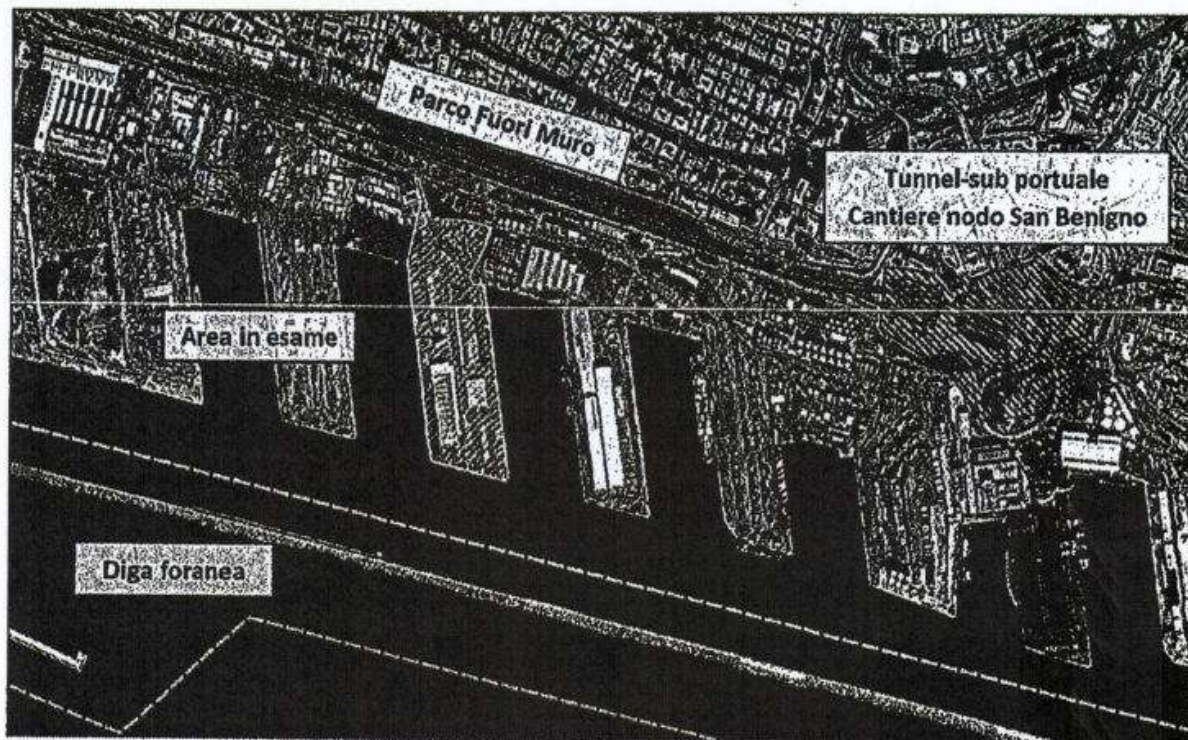 Parco Fuori Muro
Tunnel sub portuale
Cantiere nodo San Benigno
Area in esame
Diga foranea